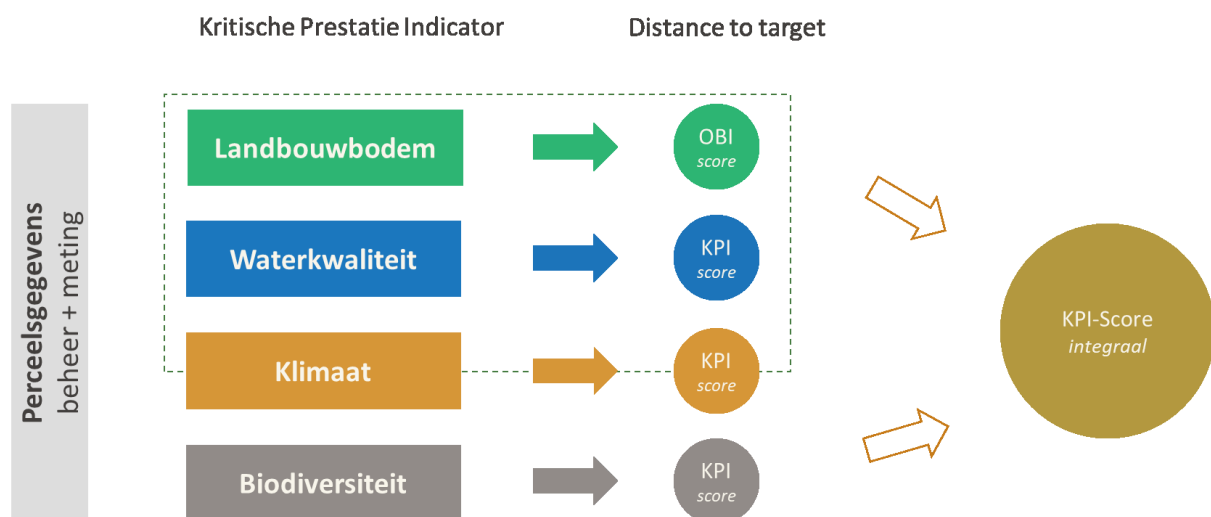 Kritische Prestatie Indicator
Distance to target
Perceelsgegevens
beheer + meting
Landbouwbodem
OBI
score
Waterkwaliteit
KPI
score
Klimaat
KPI
score
Biodiversiteit
KPI
score
KPI-Score
integraal